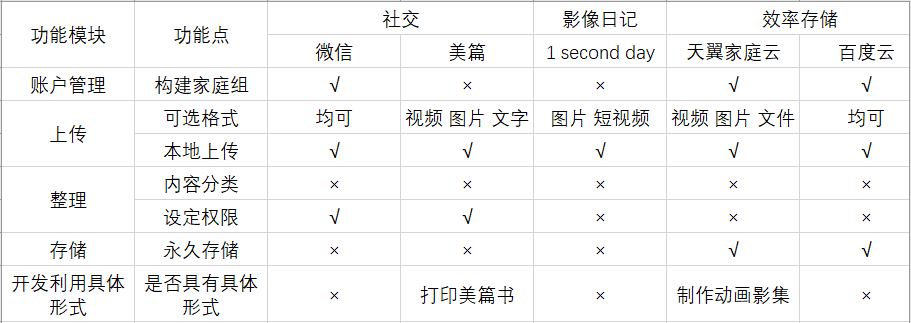 功能模块 功能点 社交 影像日记 效率存储
微信 美篇 1 second day 天翼家庭云 百度云
账户管理 构建家庭组 √ × × √ √
上传 可选格式 均可 视频 图片 文字 图片 短视频 视频 图片 文件 均可
本地上传 √ √ √ √ √
整理 内容分类 × × × × ×
设定权限 √ √ × × ×
存储 永久存储 × × × √ √
开发利用具体形式 是否具有具体形式 × 打印美篇书 × 制作动画影集 ×